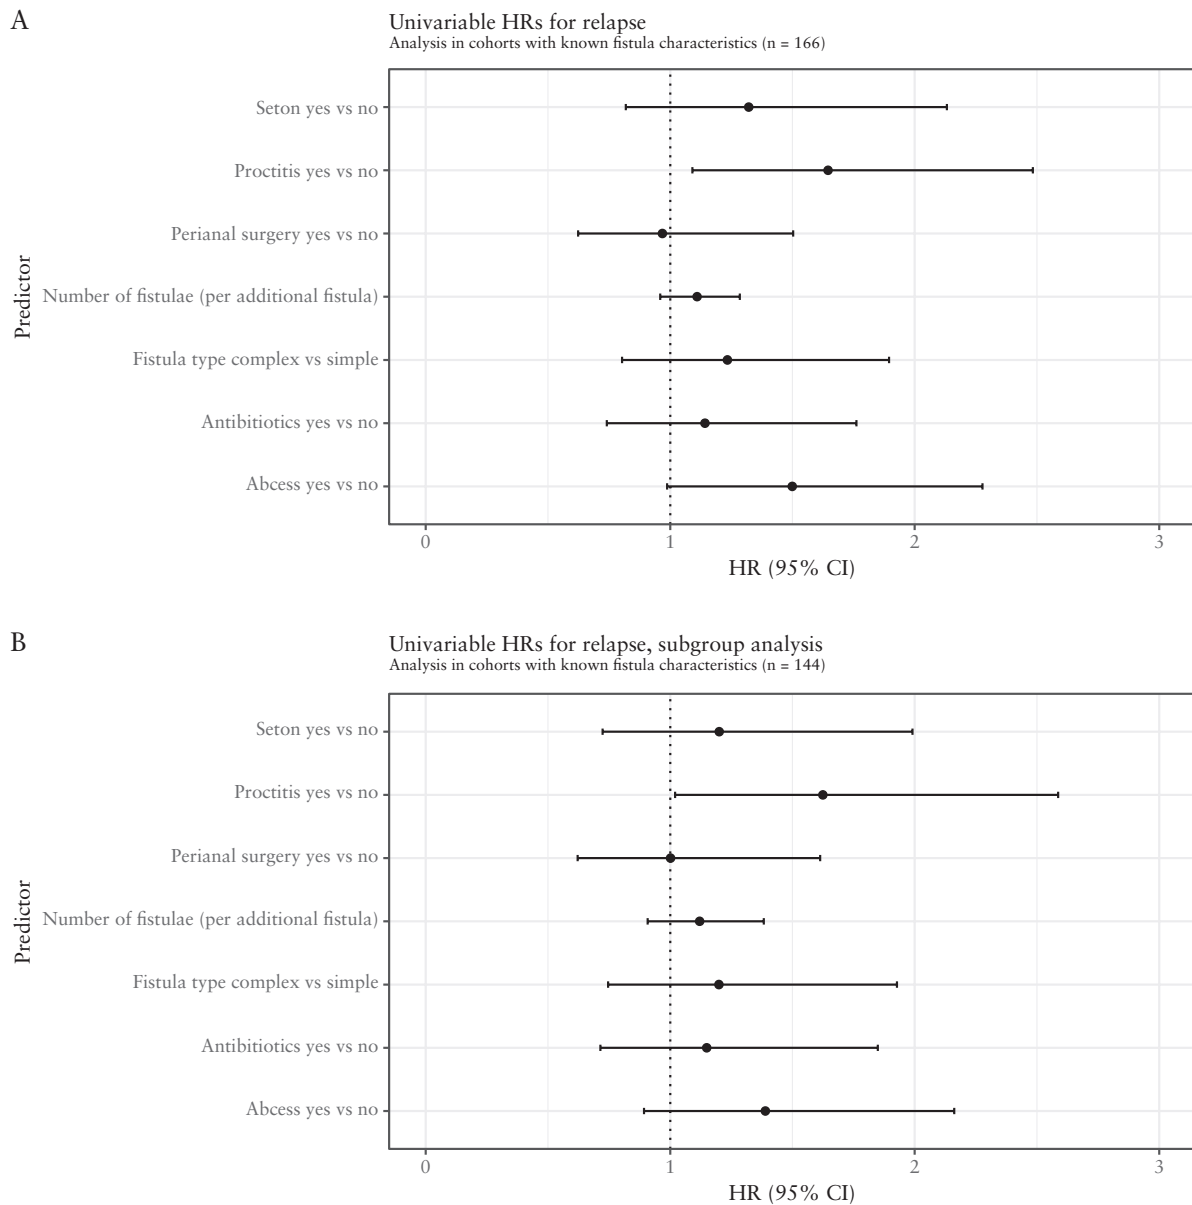 A
Univariable HRs for relapse
Analysis in cohorts with known fistula characteristics (n = 166)
Predictor
Seton yes vs no
Proctitis yes vs no
Perianal surgery yes vs no
Number of fistulae (per additional fistula)
Fistula type complex vs simple
Antibitiotics yes vs no
Abcess yes vs no
0 1 2 3
HR (95% CI)
B
Univariable HRs for relapse, subgroup analysis
Analysis in cohorts with known fistula characteristics (n = 144)
Predictor
Seton yes vs no
Proctitis yes vs no
Perianal surgery yes vs no
Number of fistulae (per additional fistula)
Fistula type complex vs simple
Antibitiotics yes vs no
Abcess yes vs no
0 1 2 3
HR (95% CI)